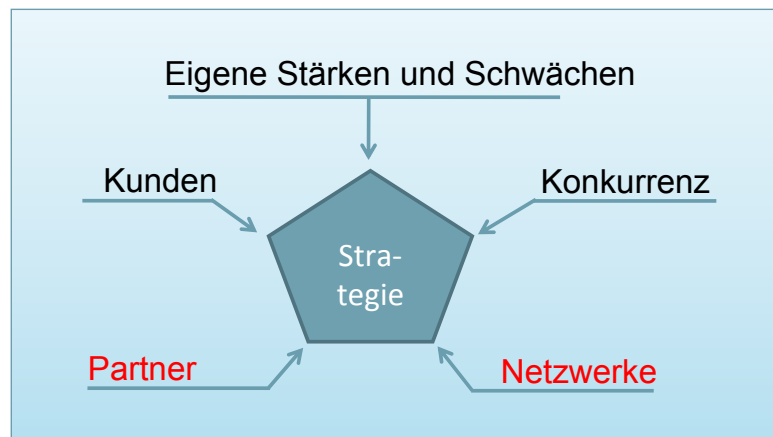 Eigene Stärken und Schwächen
Kunden
Konkurrenz
Stra-
tegie
Partner
Netzwerke